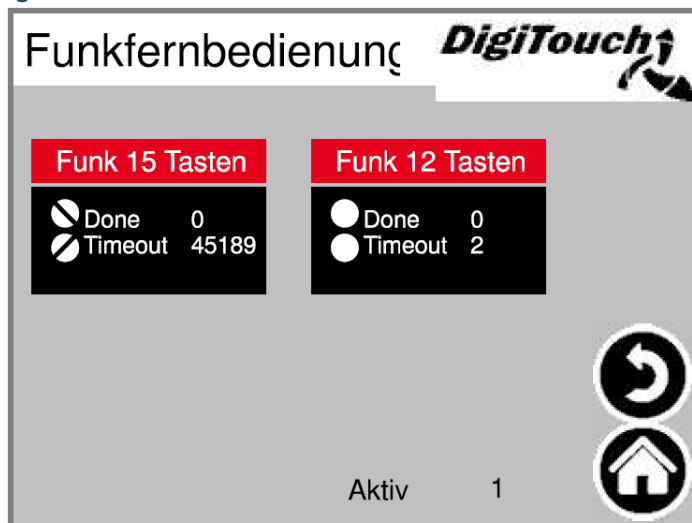 Funkfernbedienung
DigiTouch
Funk 15 Tasten
Done 0
Timeout 45189
Funk 12 Tasten
Done 0
Timeout 2
Aktiv 1